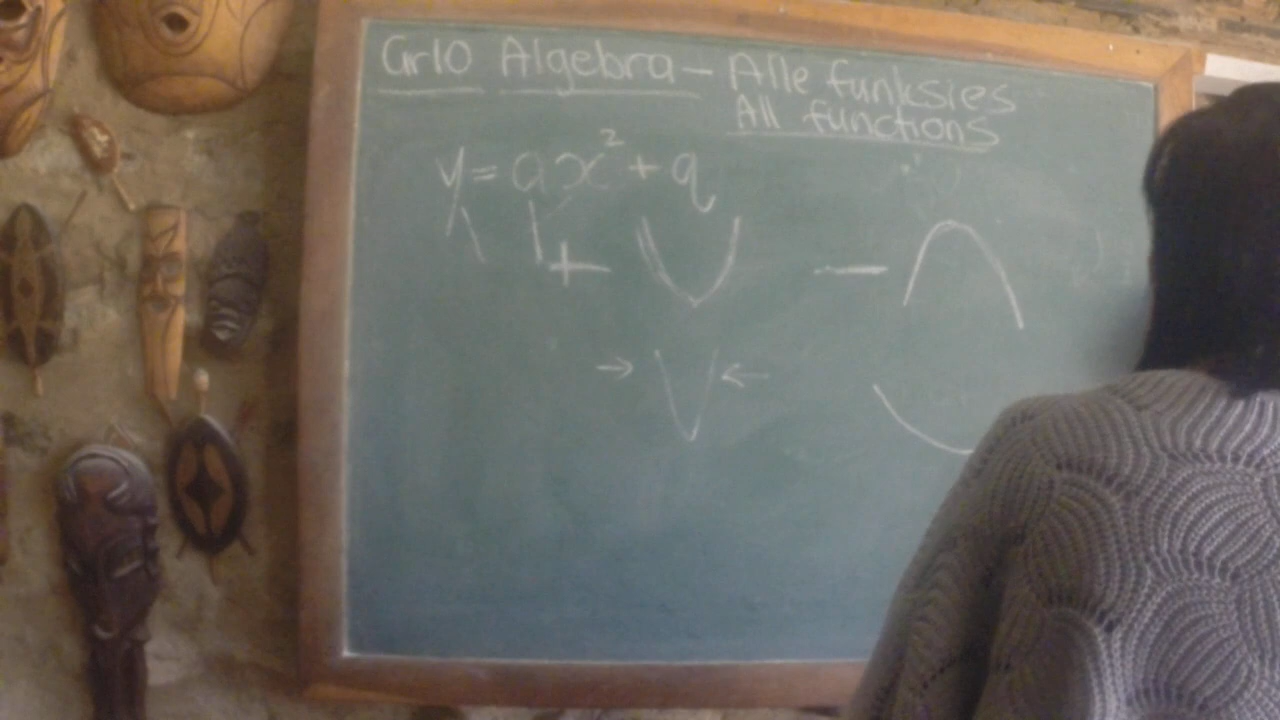 Gr10 Algebra - Alle funksies
All functions
y = ax² + q
+ -